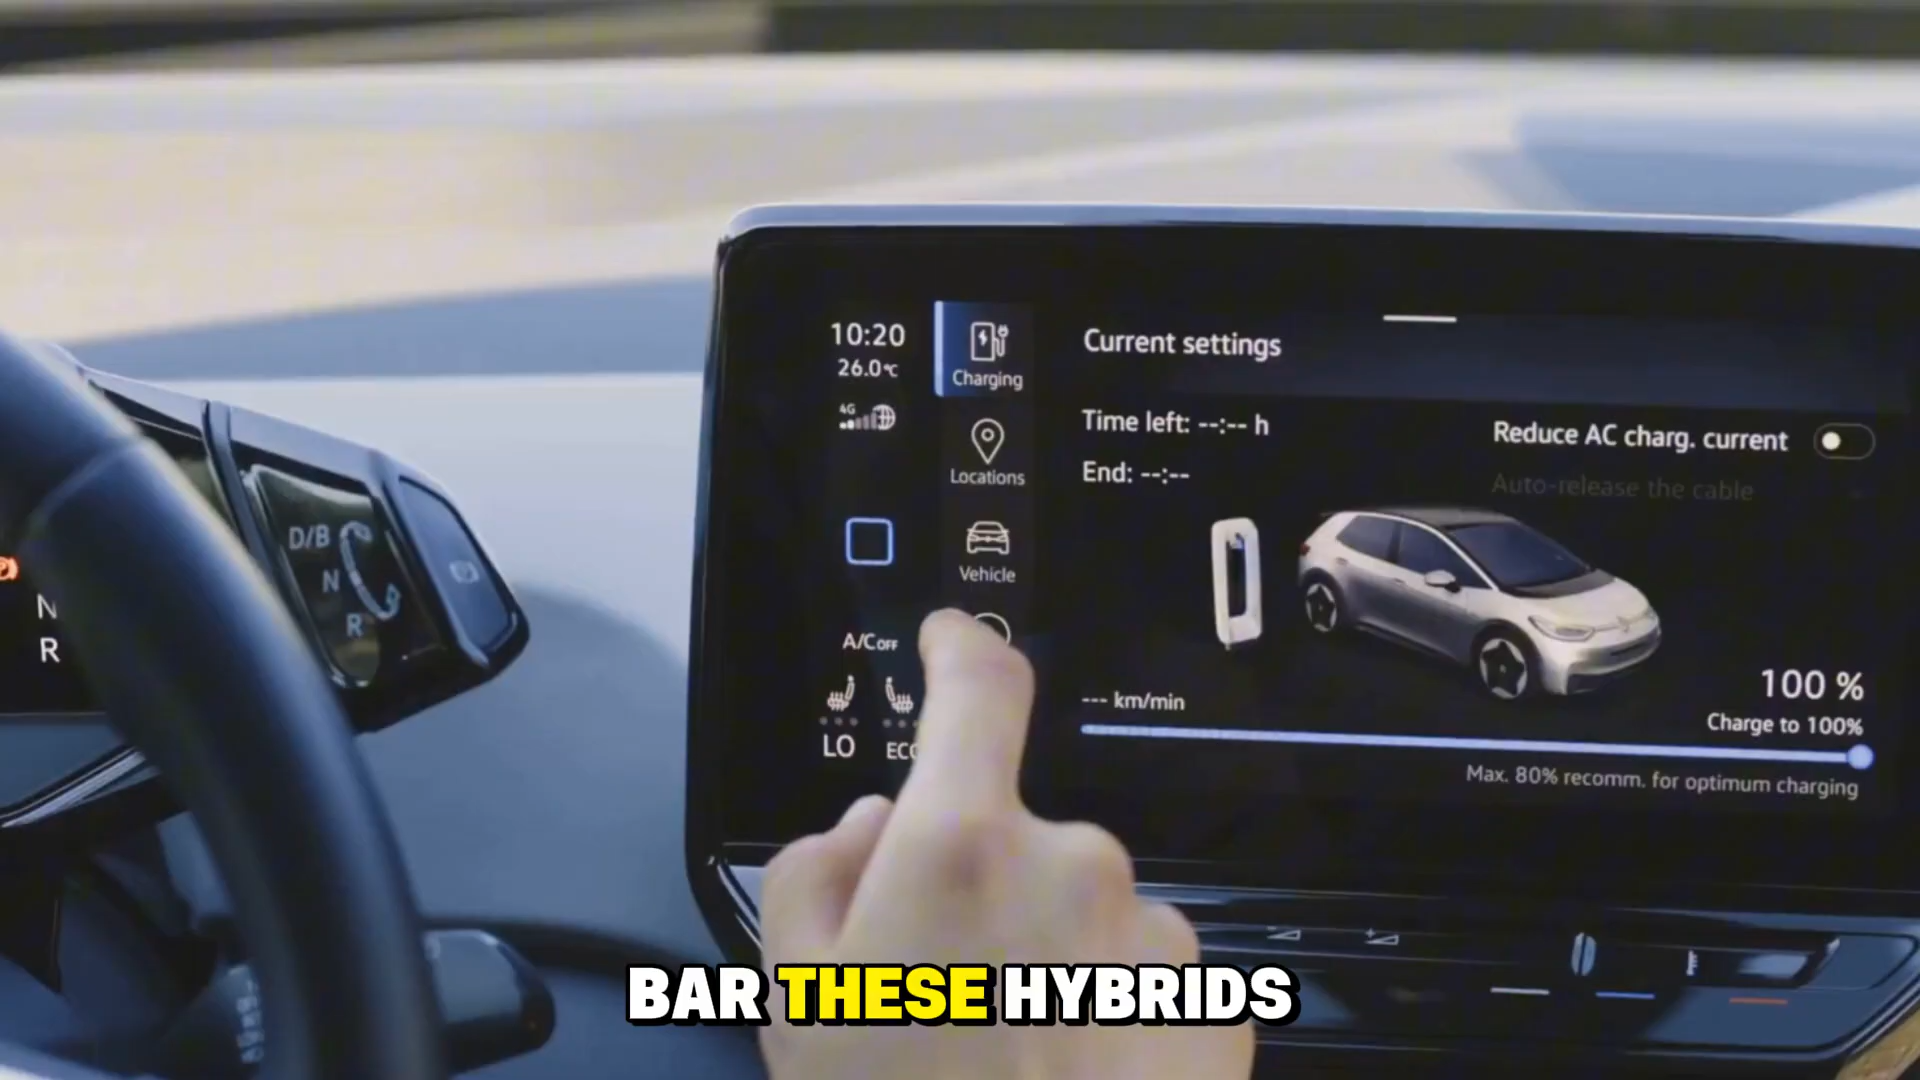 10:20
26.0°C
4G
Charging
Locations
Vehicle
A/C OFF
LO
ECO
Current settings
Time left: --:-- h
End: --:--
Reduce AC charg. current
Auto-release the cable
--- km/min
100 %
Charge to 100%
Max. 80% recomm. for optimum charging
D/B
N
R
N
R
BAR THESE HYBRIDS